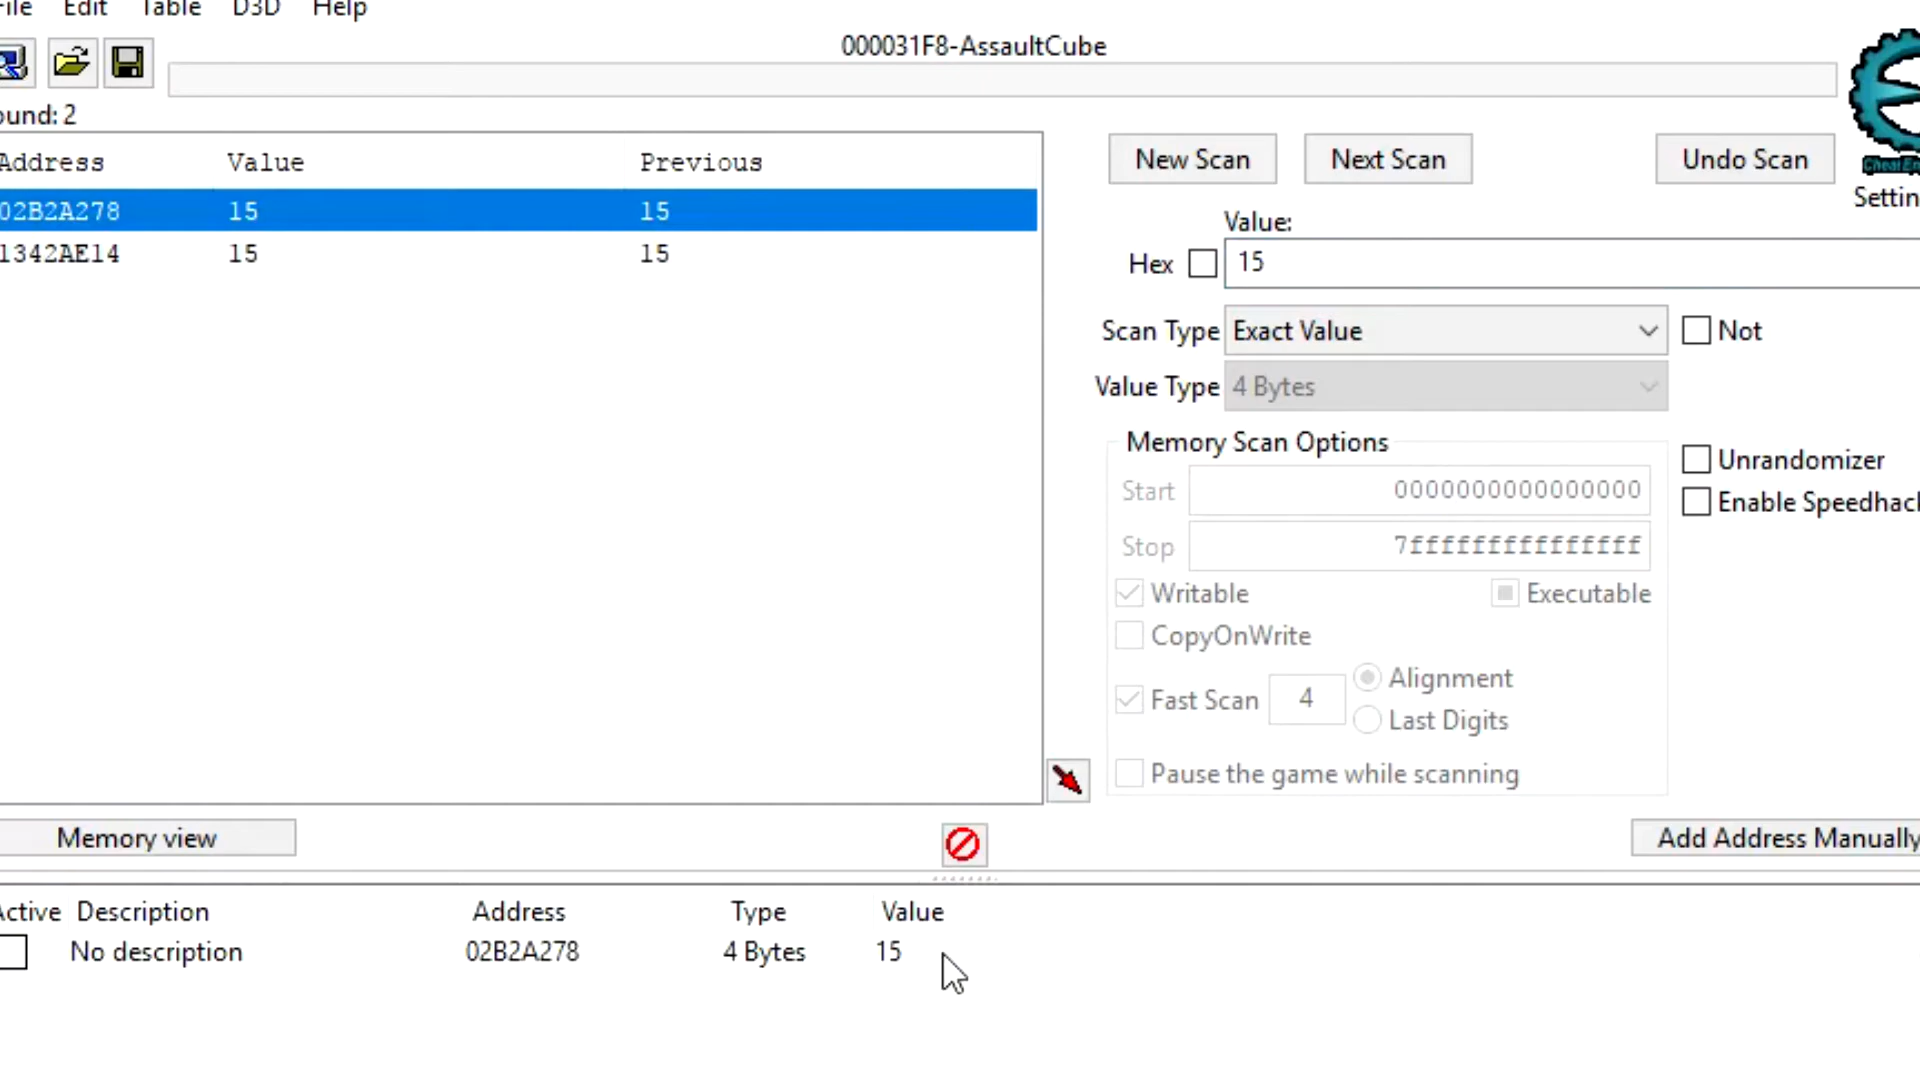 File Edit Table D3D Help
000031F8-AssaultCube
ound: 2
Address Value Previous
02B2A278 15 15
1342AE14 15 15
New Scan Next Scan Undo Scan
Settin
Value:
Hex 15
Scan Type Exact Value Not
Value Type 4 Bytes
Memory Scan Options
Unrandomizer
Start 0000000000000000
Enable Speedhack
Stop 7fffffffffffffff
Writable Executable
CopyOnWrite
Fast Scan 4 Alignment
Last Digits
Pause the game while scanning
Memory view Add Address Manually
Active Description Address Type Value
No description 02B2A278 4 Bytes 15